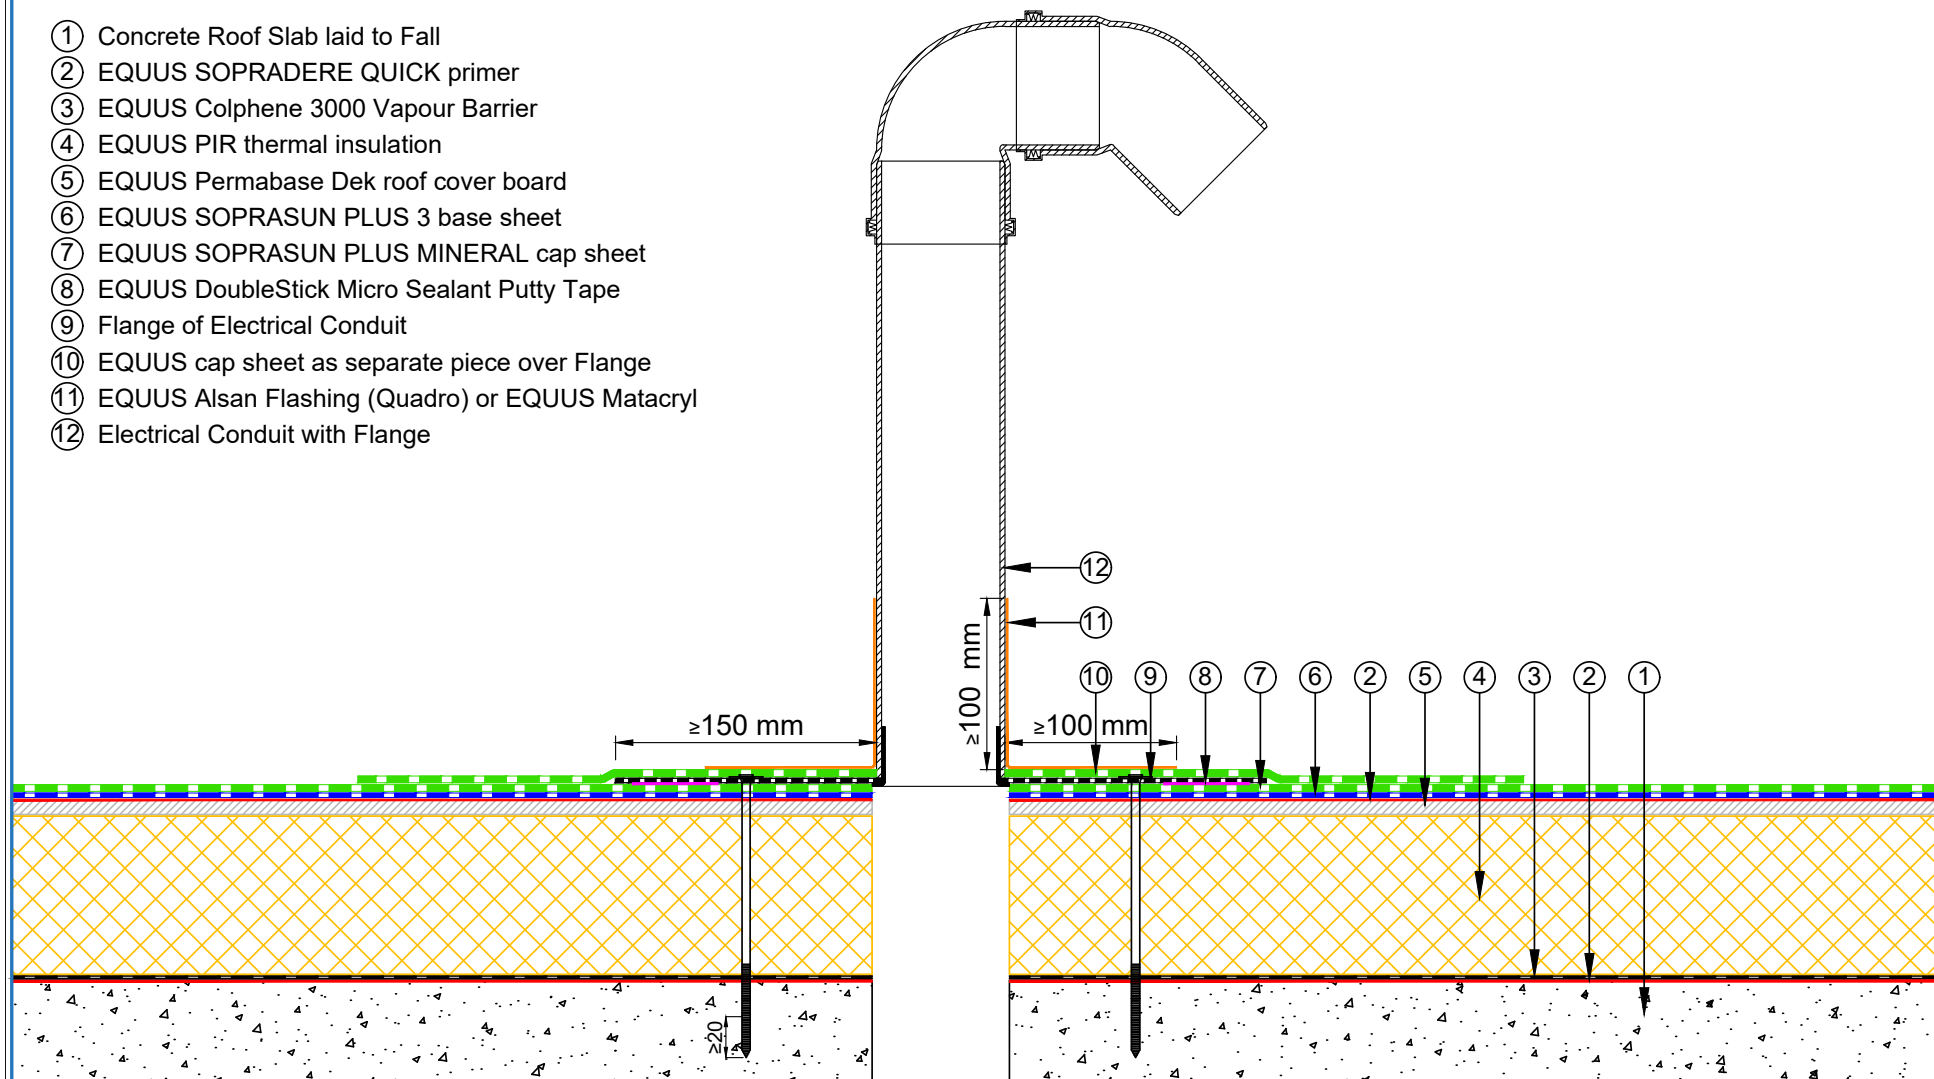 1 Concrete Roof Slab laid to Fall
2 EQUUS SOPRADERE QUICK primer
3 EQUUS Colphene 3000 Vapour Barrier
4 EQUUS PIR thermal insulation
5 EQUUS Permabase Dek roof cover board
6 EQUUS SOPRASUN PLUS 3 base sheet
7 EQUUS SOPRASUN PLUS MINERAL cap sheet
8 EQUUS DoubleStick Micro Sealant Putty Tape
9 Flange of Electrical Conduit
10 EQUUS cap sheet as separate piece over Flange
11 EQUUS Alsan Flashing (Quadro) or EQUUS Matacryl
12 Electrical Conduit with Flange
12
11
≥100 mm
10 9 8 7 6 2 5 4 3 2 1
≥150 mm
≥100 mm
≥20